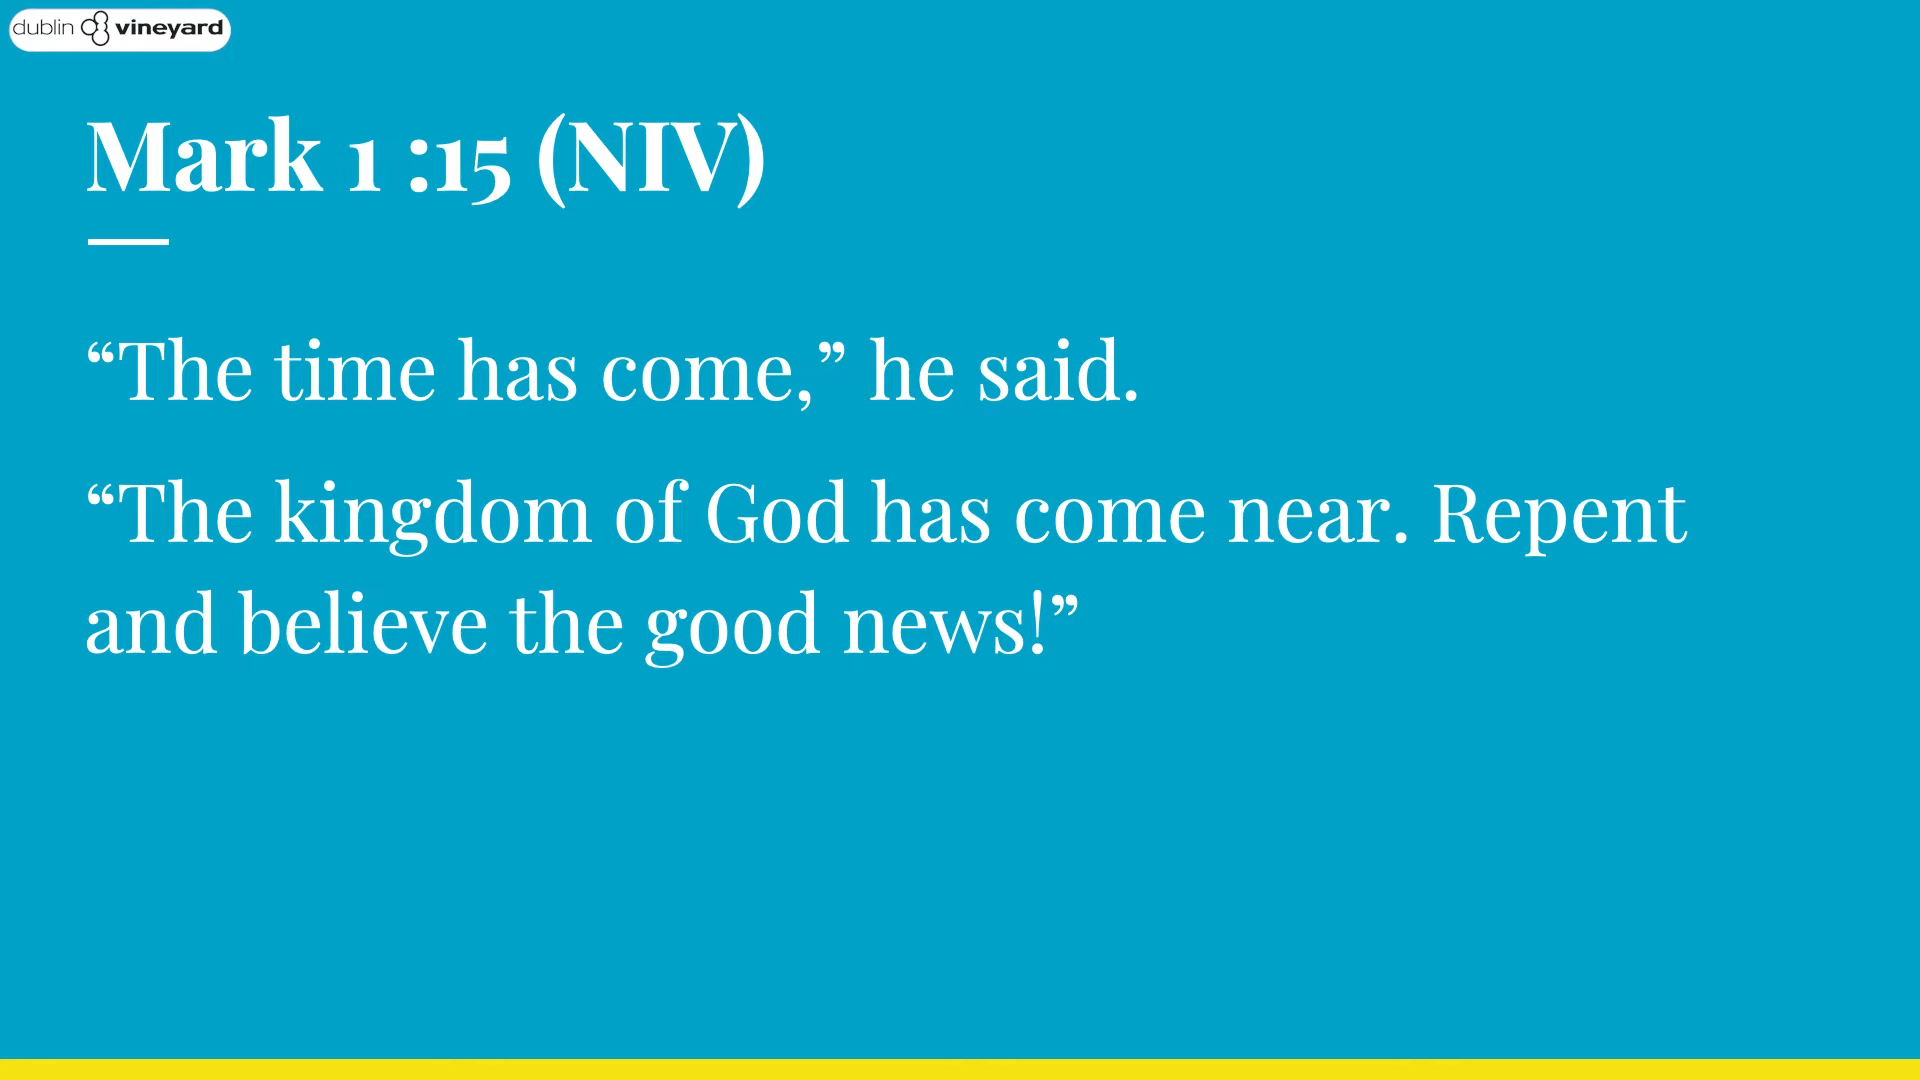 dublin vineyard
Mark 1 :15 (NIV)
“The time has come,” he said.
“The kingdom of God has come near. Repent
and believe the good news!”